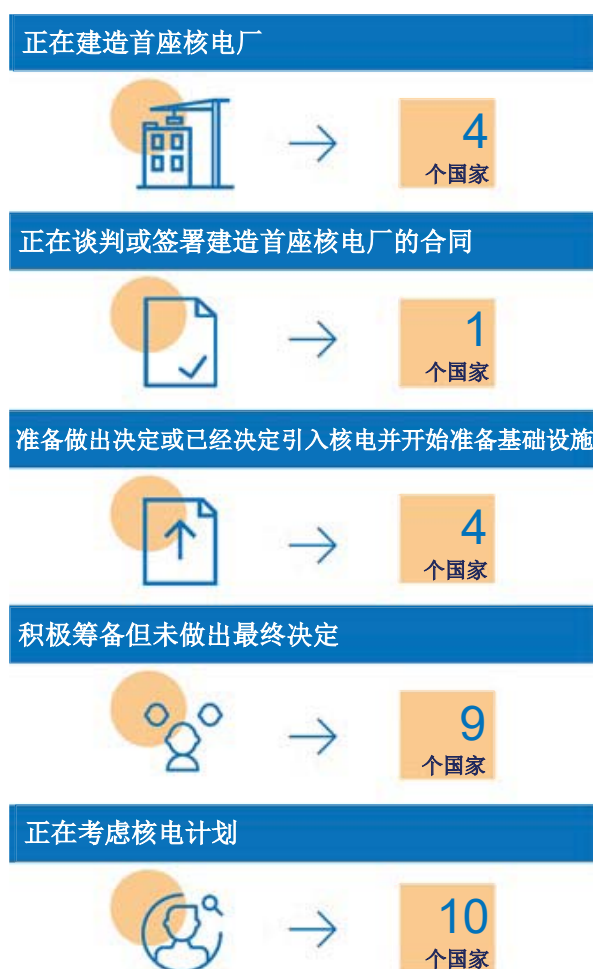 正在建造首座核电厂
4
个国家
正在谈判或签署建造首座核电厂的合同
1
个国家
准备做出决定或已经决定引入核电并开始准备基础设施
4
个国家
积极筹备但未做出最终决定
9
个国家
正在考虑核电计划
10
个国家